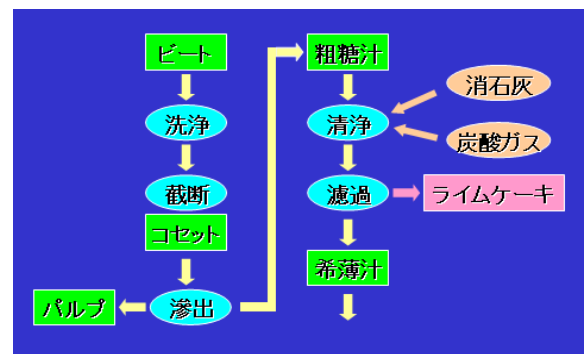 ビート
洗浄
截断
コセット
滲出
パルプ
粗糖汁
清浄
消石灰
炭酸ガス
濾過
ライムケーキ
希薄汁